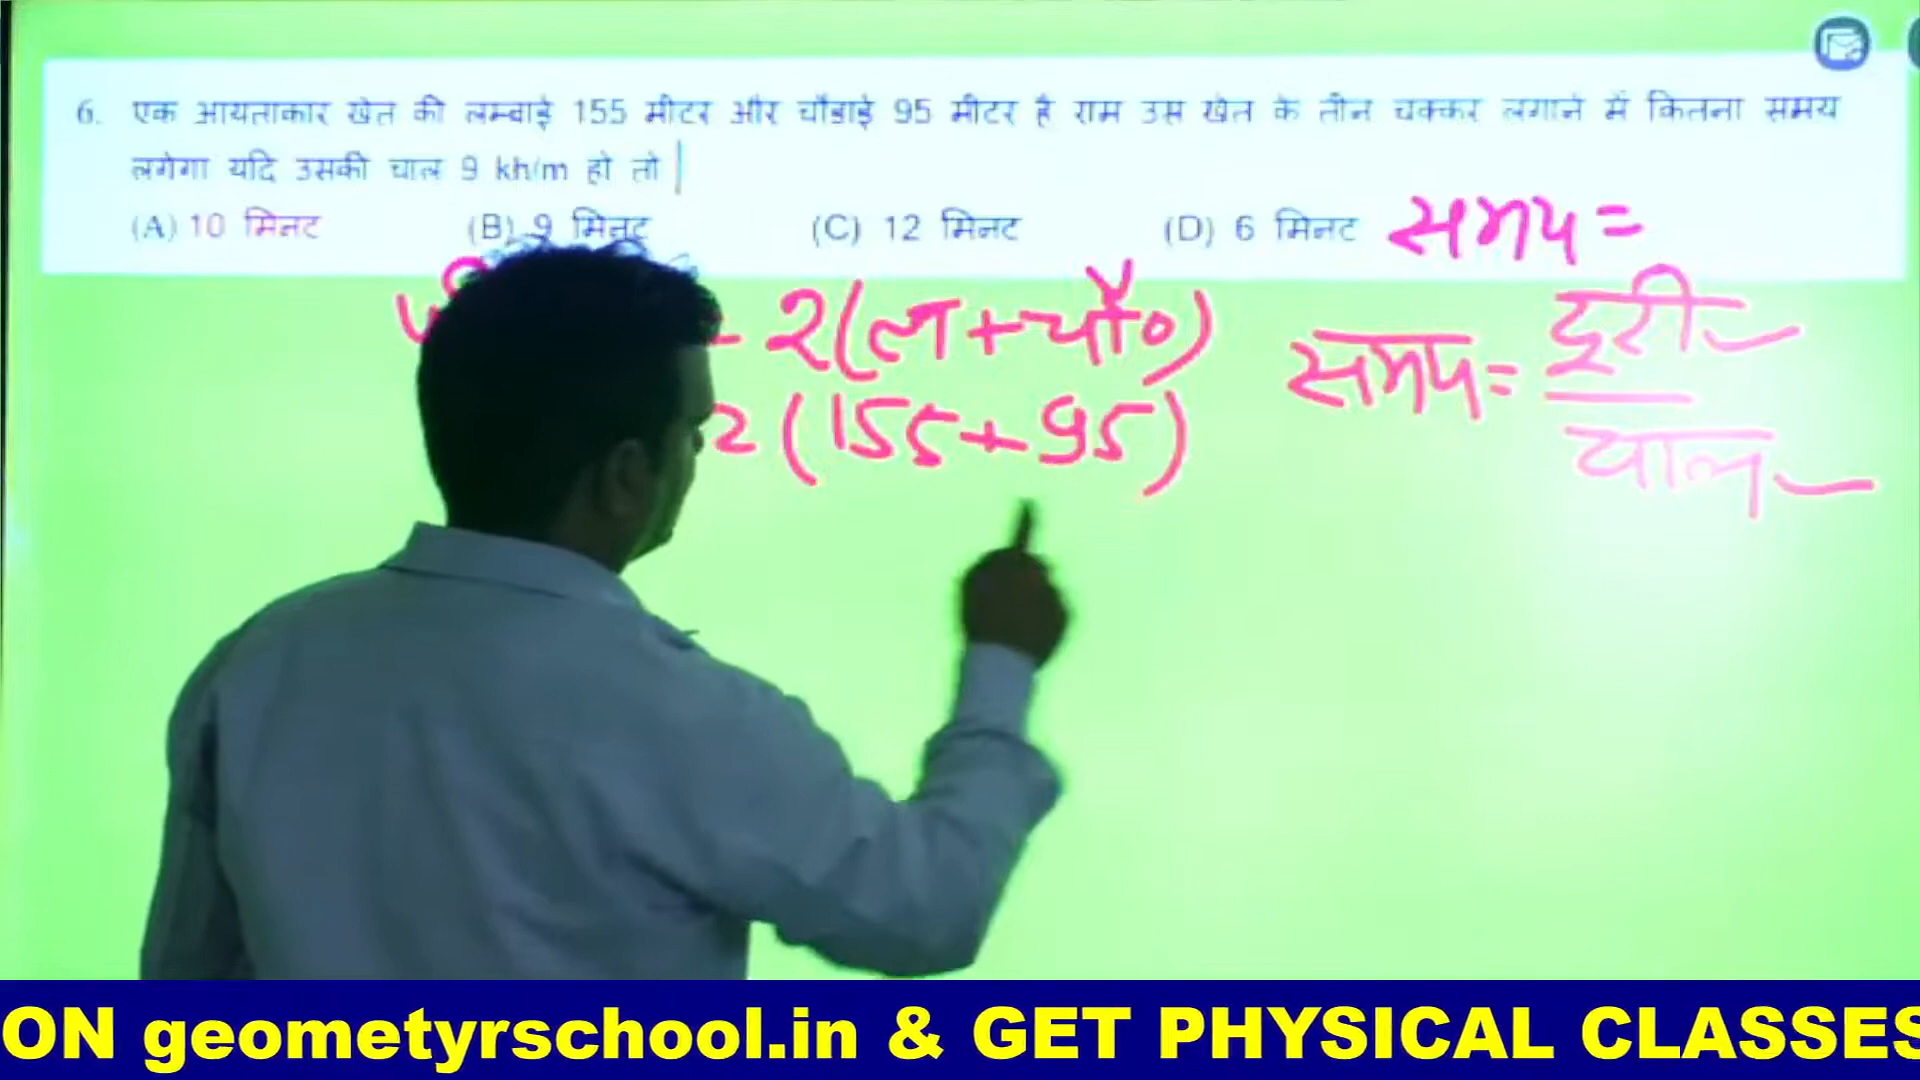 6. एक आयताकार खेत की लम्बाई 155 मीटर और चौडाई 95 मीटर है राम उस खेत के तीन चक्कर लगाने में कितना समय
लगेगा यदि उसकी चाल 9 kh/m हो तो
(A) 10 मिनट (B) 9 मिनट (C) 12 मिनट (D) 6 मिनट
समय =
2(ल+चौ०)
समय = दूरी
चाल
2(155+95)
ON geometyrschool.in & GET PHYSICAL CLASSES